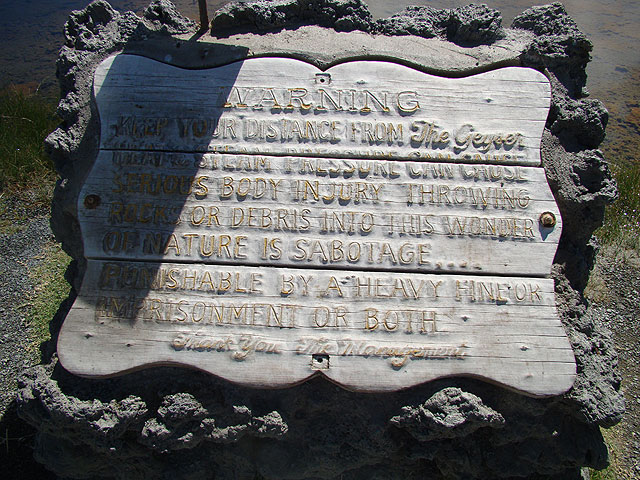 WARNING
KEEP YOUR DISTANCE FROM The Geyser
STEAM PRESSURE CAN CAUSE
SERIOUS BODY INJURY. THROWING
ROCKS OR DEBRIS INTO THIS WONDER
OF NATURE IS SABOTAGE....
PUNISHABLE BY A HEAVY FINE OR
IMPRISONMENT OR BOTH
Thank You The Management